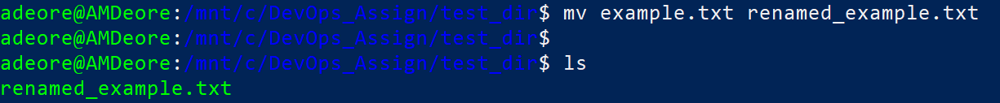 adeore@AMDeore:/mnt/c/DevOps_Assign/test_dir$ mv example.txt renamed_example.txt
adeore@AMDeore:/mnt/c/DevOps_Assign/test_dir$
adeore@AMDeore:/mnt/c/DevOps_Assign/test_dir$ ls
renamed_example.txt